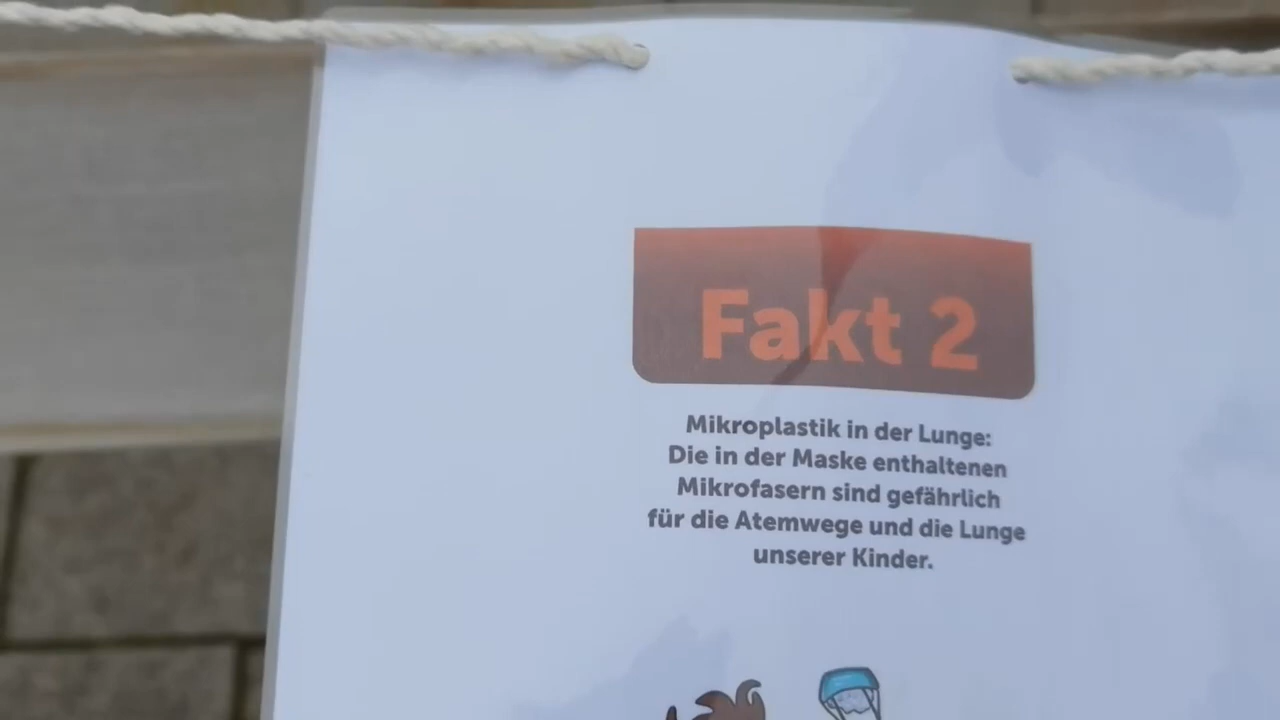 Fakt 2
Mikroplastik in der Lunge:
Die in der Maske enthaltenen
Mikrofasern sind gefährlich
für die Atemwege und die Lunge
unserer Kinder.